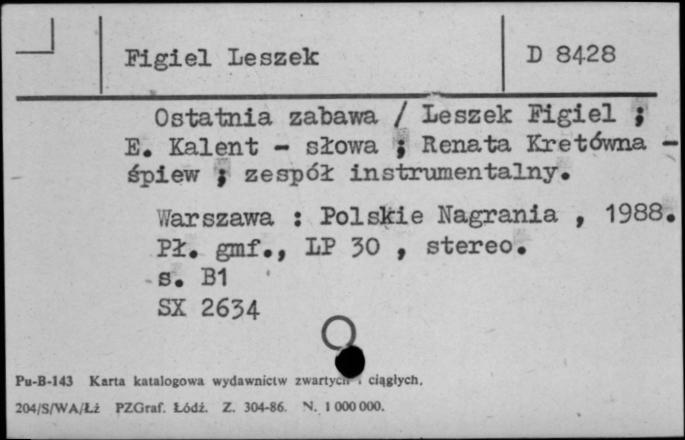 Figiel Leszek
D 8428
Ostatnia zabawa / Leszek Figiel ;
E. Kalent - słowa ; Renata Kretówna -
śpiew ; zespół instrumentalny.
Warszawa : Polskie Nagrania , 1988.
Pł. gmf., LP 30 , stereo.
s. B1
SX 2634
Pu-B-143 Karta katalogowa wydawnictw zwartych i ciągłych.
204/S/WA/Łż PZGraf. Łódź. Z. 304-86. N. 1 000 000.